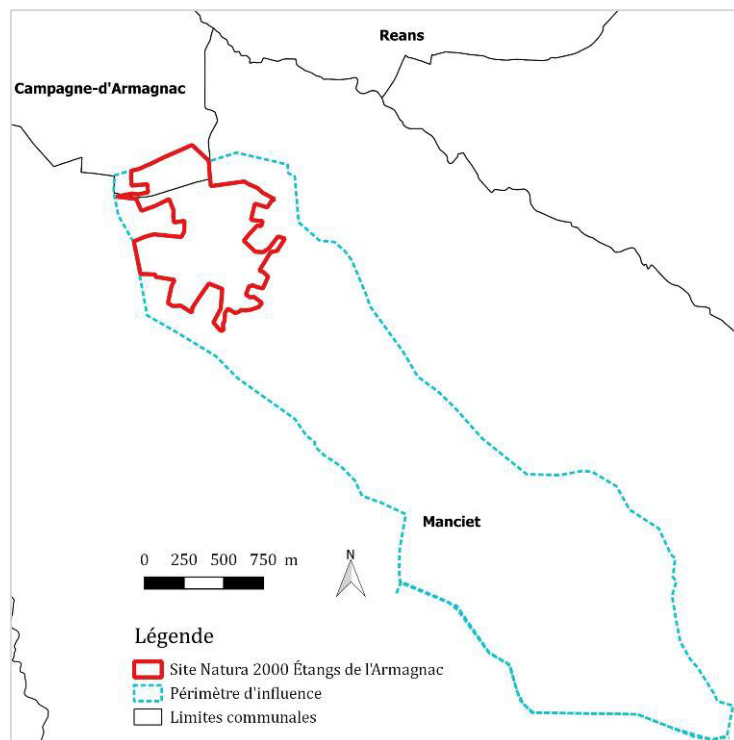 Reans
Campagne-d'Armagnac
Manciet
0 250 500 750 m
N
Légende
Site Natura 2000 Étangs de l'Armagnac
Périmètre d'influence
Limites communales